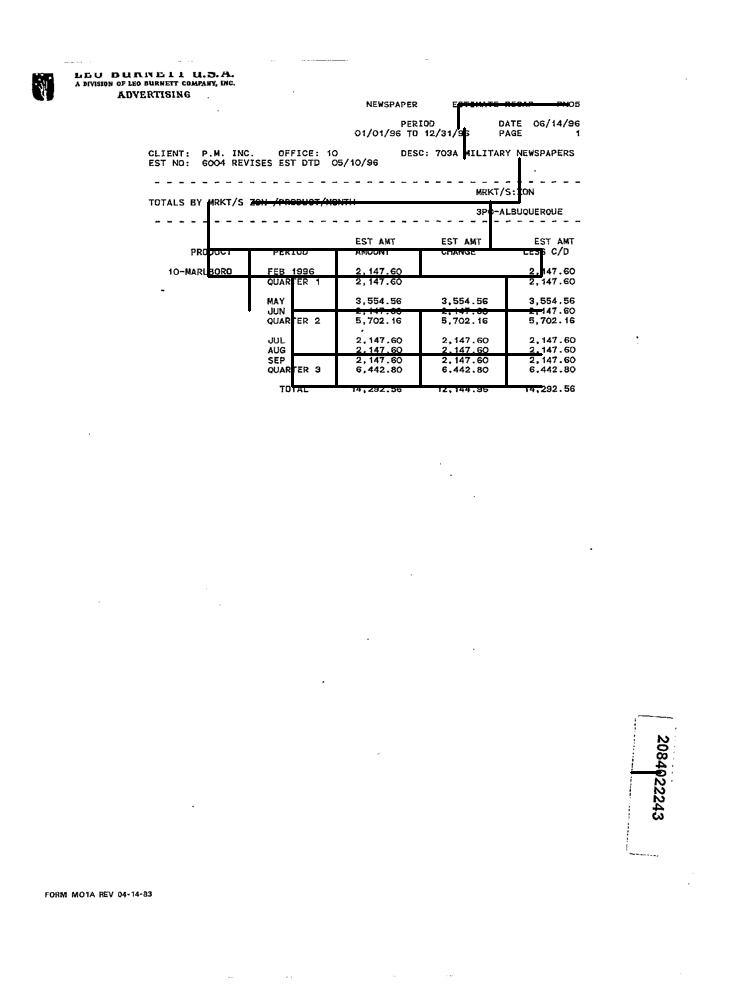 LEO BURNETT U.S.A.
A DIVISION OF LEO BURNETT COMPANY, INC.
ADVERTISING
NEWSPAPER ESTIMATE RECAP
PERIOD DATE 06/14/96
01/01/96 TO 12/31/96 PAGE 1
CLIENT: P.M. INC. OFFICE: 10 DESC: 703A MILITARY NEWSPAPERS
EST NO: 6004 REVISES EST DTD 05/10/96
MRKT/S:ZON
TOTALS BY MRKT/S ZON /PRODUCT/MONTH
3PO-ALBUQUERQUE
EST AMT EST AMT EST AMT
PRODUCT PERIOD AMOUNT CHANGE LESS C/D
10-MARLBORO FEB 1996 2,147.60 2,147.60
QUARTER 1 2,147.60 2,147.60
MAY 3,554.56 3,554.56 3,554.56
JUN 2,147.60 2,147.60 2,147.60
QUARTER 2 5,702.16 5,702.16 5,702.16
JUL 2,147.60 2,147.60 2,147.60
AUG 2,147.60 2,147.60 2,147.60
SEP 2,147.60 2,147.60 2,147.60
QUARTER 3 6,442.80 6,442.80 6,442.80
TOTAL 14,292.56 12,144.96 14,292.56
2084022243
FORM MO1A REV 04-14-83